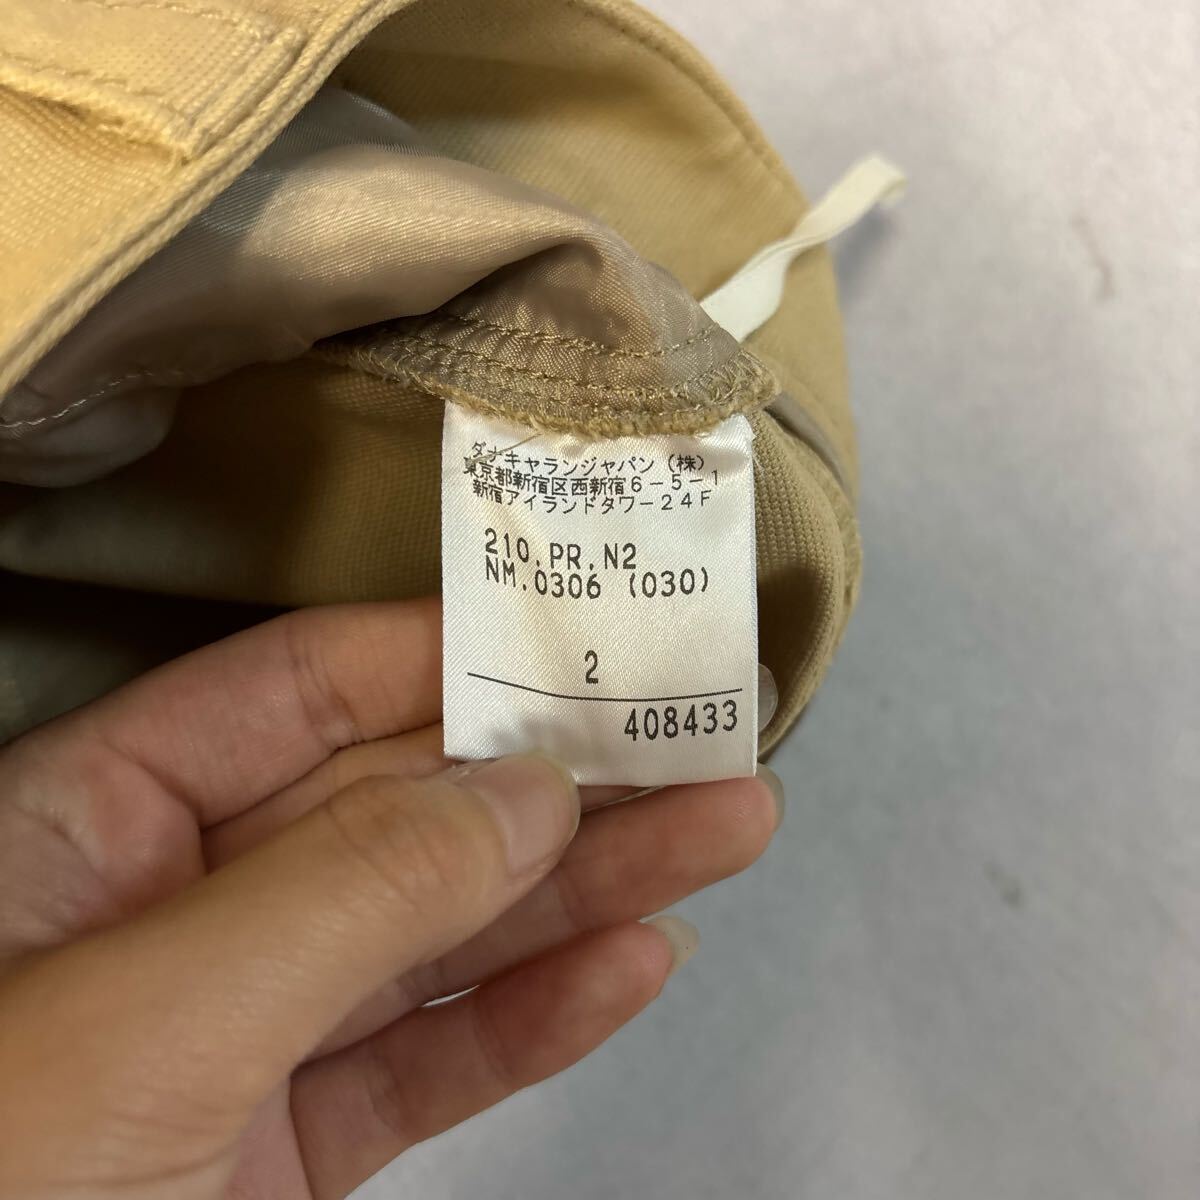 ダナキャランジャパン（株）
東京都新宿区西新宿６－５－１
新宿アイランドタワー２４Ｆ
210.PR.N2
NM.0306 (030)
2
408433